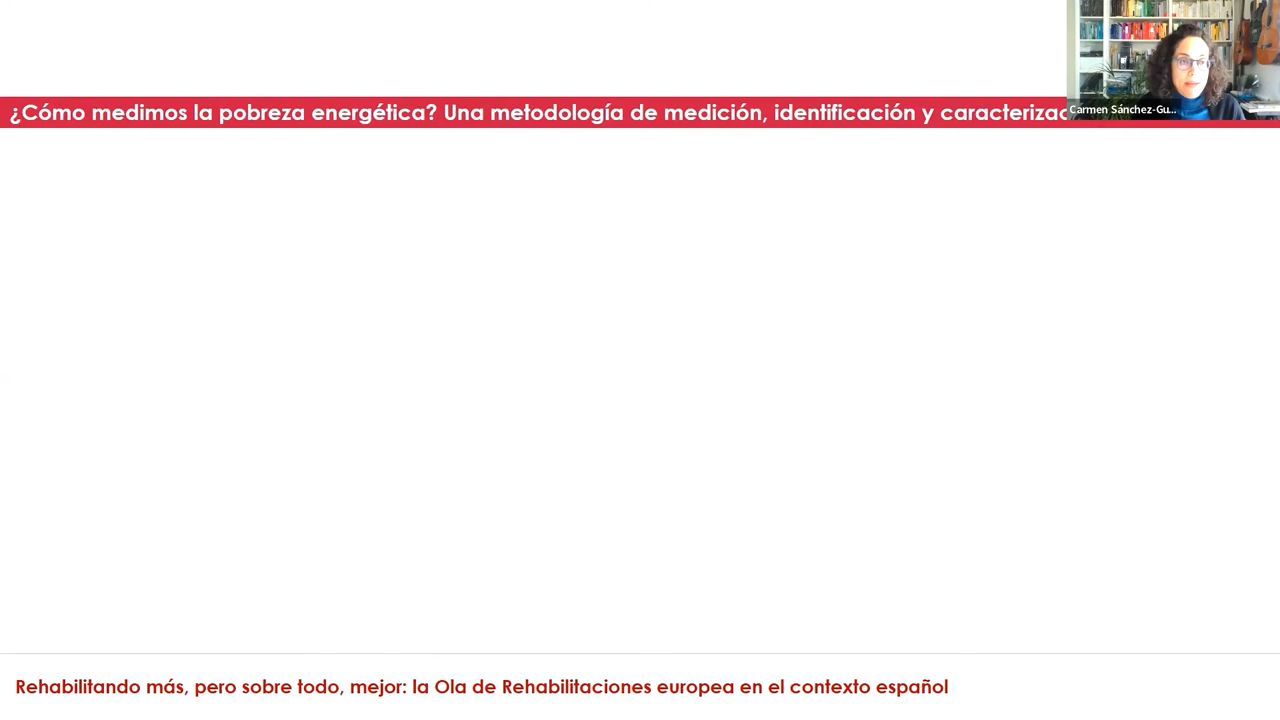 ¿Cómo medimos la pobreza energética? Una metodología de medición, identificación y caracterizac
Carmen Sánchez-Gu...
Rehabilitando más, pero sobre todo, mejor: la Ola de Rehabilitaciones europea en el contexto español